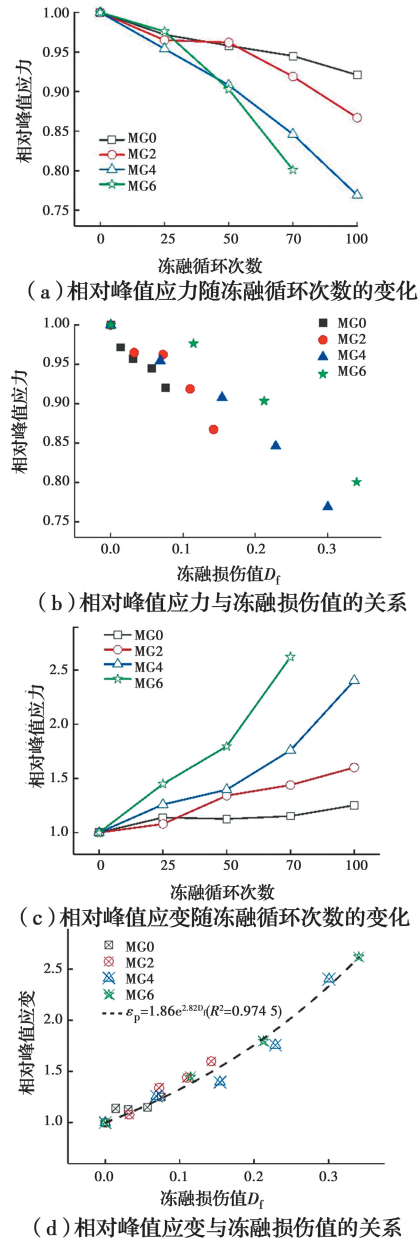 1.00
0.95
0.90
0.85
0.80
0.75
相对峰值应力
MG0
MG2
MG4
MG6
0 25 50 70 100
冻融循环次数
(a)相对峰值应力随冻融循环次数的变化
1.00
0.95
0.90
0.85
0.80
0.75
相对峰值应力
MG0
MG2
MG4
MG6
0.0 0.1 0.2 0.3
冻融损伤值Df
(b)相对峰值应力与冻融损伤值的关系
2.5
2.0
1.5
1.0
相对峰值应力
MG0
MG2
MG4
MG6
0 25 50 70 100
冻融循环次数
(c)相对峰值应变随冻融循环次数的变化
2.5
2.0
1.5
1.0
相对峰值应变
MG0
MG2
MG4
MG6
εp=1.86e2.82Df(R2=0.974 5)
0.0 0.1 0.2 0.3
冻融损伤值Df
(d)相对峰值应变与冻融损伤值的关系